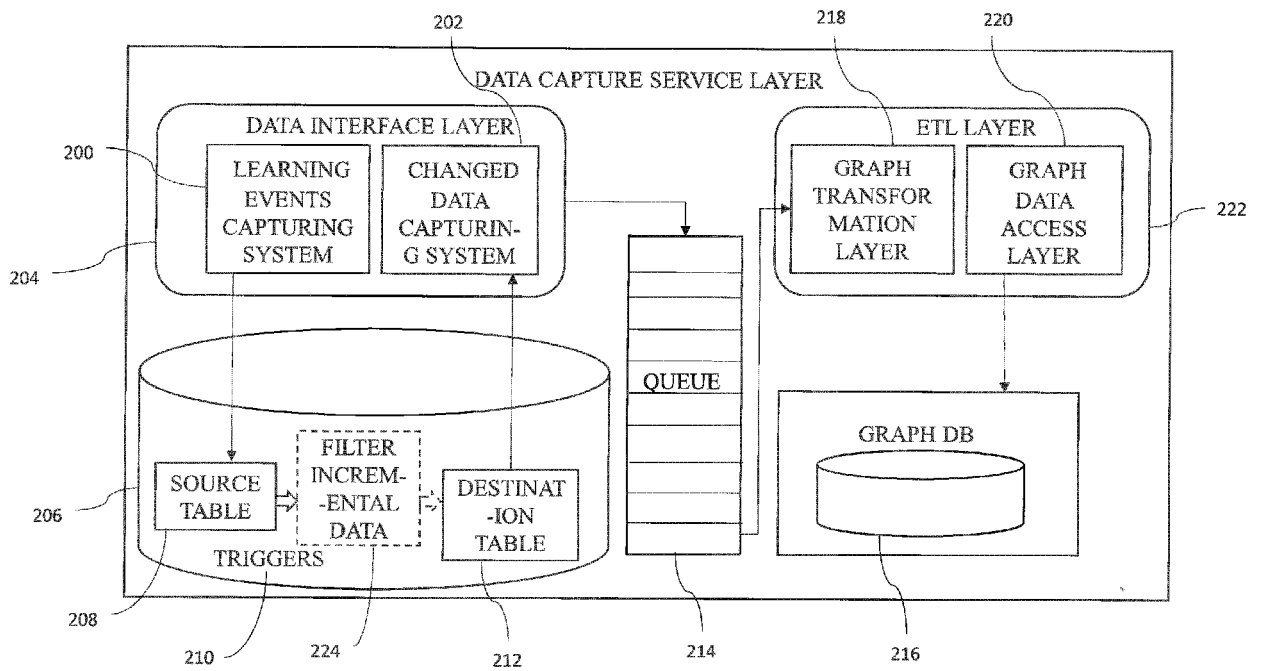 202
218
220
DATA CAPTURE SERVICE LAYER
DATA INTERFACE LAYER
ETL LAYER
200
LEARNING
EVENTS
CAPTURING
SYSTEM
CHANGED
DATA
CAPTURIN-
G SYSTEM
GRAPH
TRANSFOR
MATION
LAYER
GRAPH
DATA
ACCESS
LAYER
222
204
QUEUE
GRAPH DB
206
SOURCE
TABLE
FILTER
INCREM-
-ENTAL
DATA
DESTINAT
-ION
TABLE
TRIGGERS
208
210
224
212
214
216